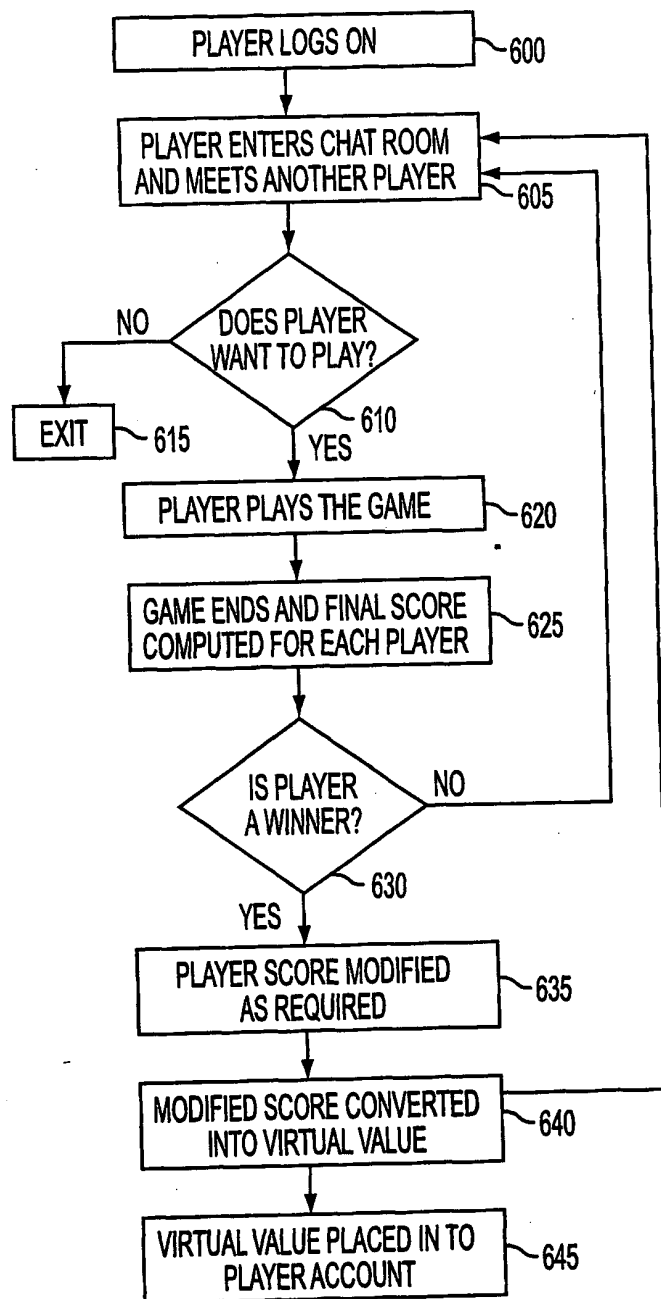 PLAYER LOGS ON
600
PLAYER ENTERS CHAT ROOM
AND MEETS ANOTHER PLAYER
605
NO
DOES PLAYER
WANT TO PLAY?
610
EXIT
615
YES
PLAYER PLAYS THE GAME
620
GAME ENDS AND FINAL SCORE
COMPUTED FOR EACH PLAYER
625
IS PLAYER
A WINNER?
NO
630
YES
PLAYER SCORE MODIFIED
AS REQUIRED
635
MODIFIED SCORE CONVERTED
INTO VIRTUAL VALUE
640
VIRTUAL VALUE PLACED IN TO
PLAYER ACCOUNT
645